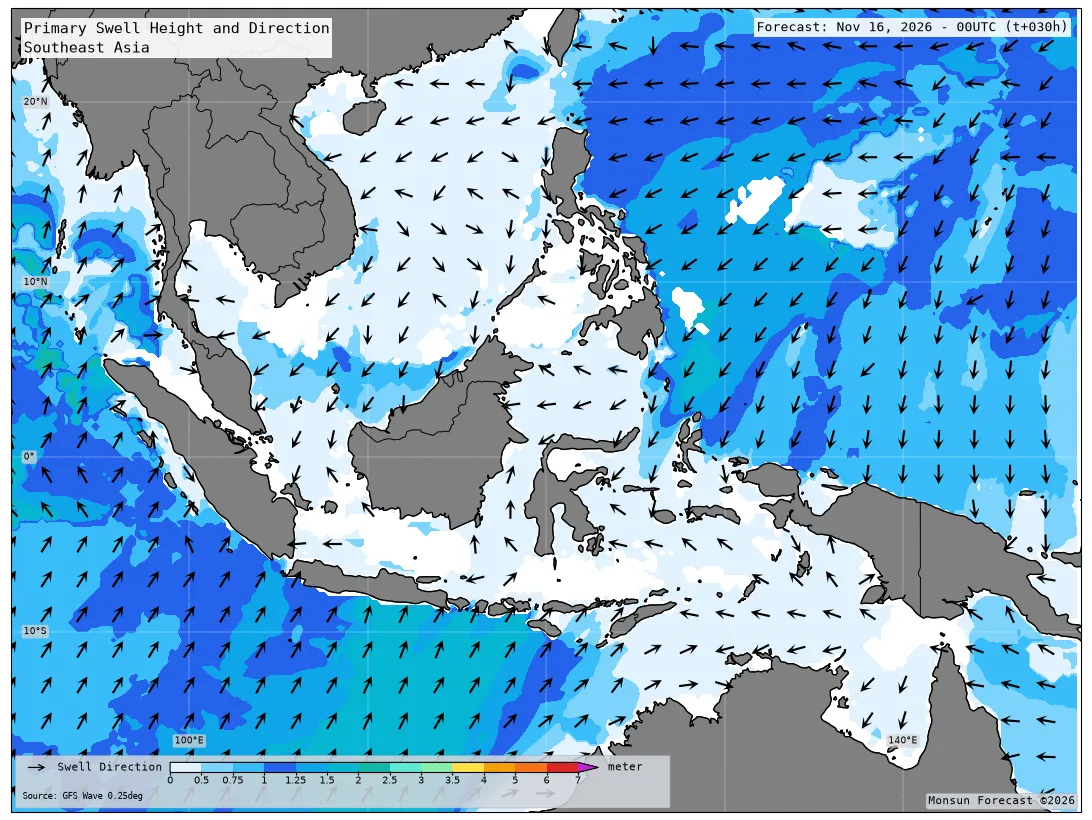 Primary Swell Height and Direction
Southeast Asia
Forecast: Nov 16, 2026 - 00UTC (t+030h)
20°N
10°N
0°
10°S
100°E
140°E
Swell Direction
meter
0 0.5 0.75 1 1.25 1.5 2 2.5 3 3.5 4 5 6 7
Source: GFS Wave 0.25deg
Monsun Forecast ©2026